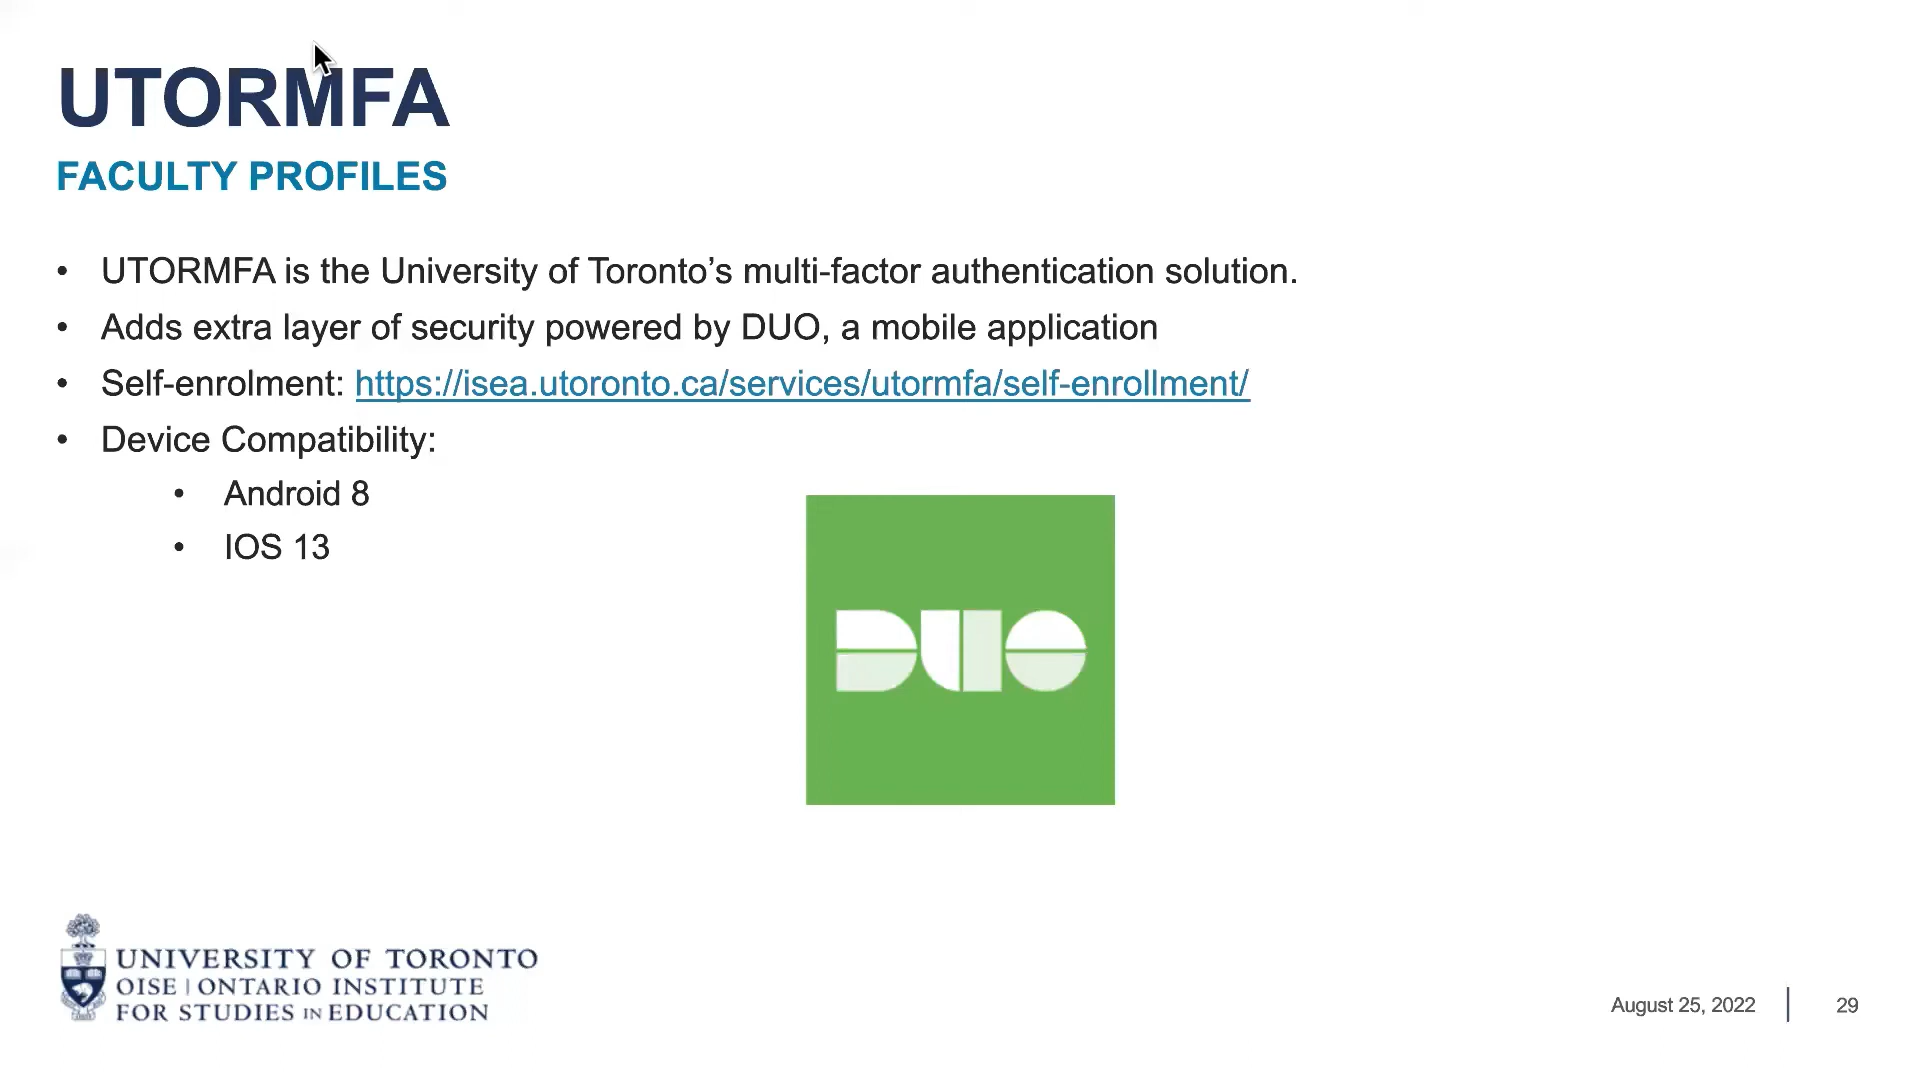 UTORMFA
FACULTY PROFILES
• UTORMFA is the University of Toronto’s multi-factor authentication solution.
• Adds extra layer of security powered by DUO, a mobile application
• Self-enrolment: https://isea.utoronto.ca/services/utormfa/self-enrollment/
• Device Compatibility:
• Android 8
• IOS 13
DUO
UNIVERSITY OF TORONTO
OISE | ONTARIO INSTITUTE
FOR STUDIES IN EDUCATION
August 25, 2022
29